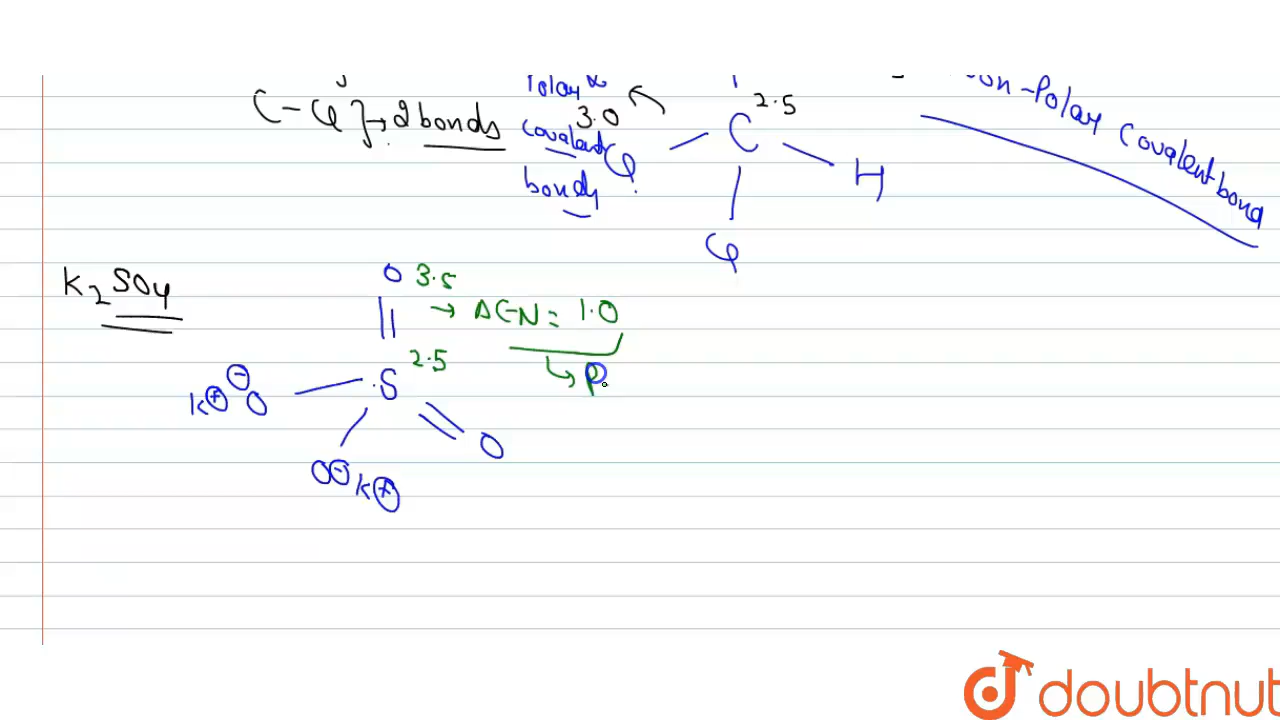 Polar
C - Cl } → 2 bonds
covalent
bonds
3.0
2.5
C
Cl
H
Cl
Non-Polar Covalent bond
K2SO4
O 3.5
→ ΔEN = 1.0
↳ P
2.5
S
K⊕ ⊖O
O
O⊖ K⊕
doubtnut